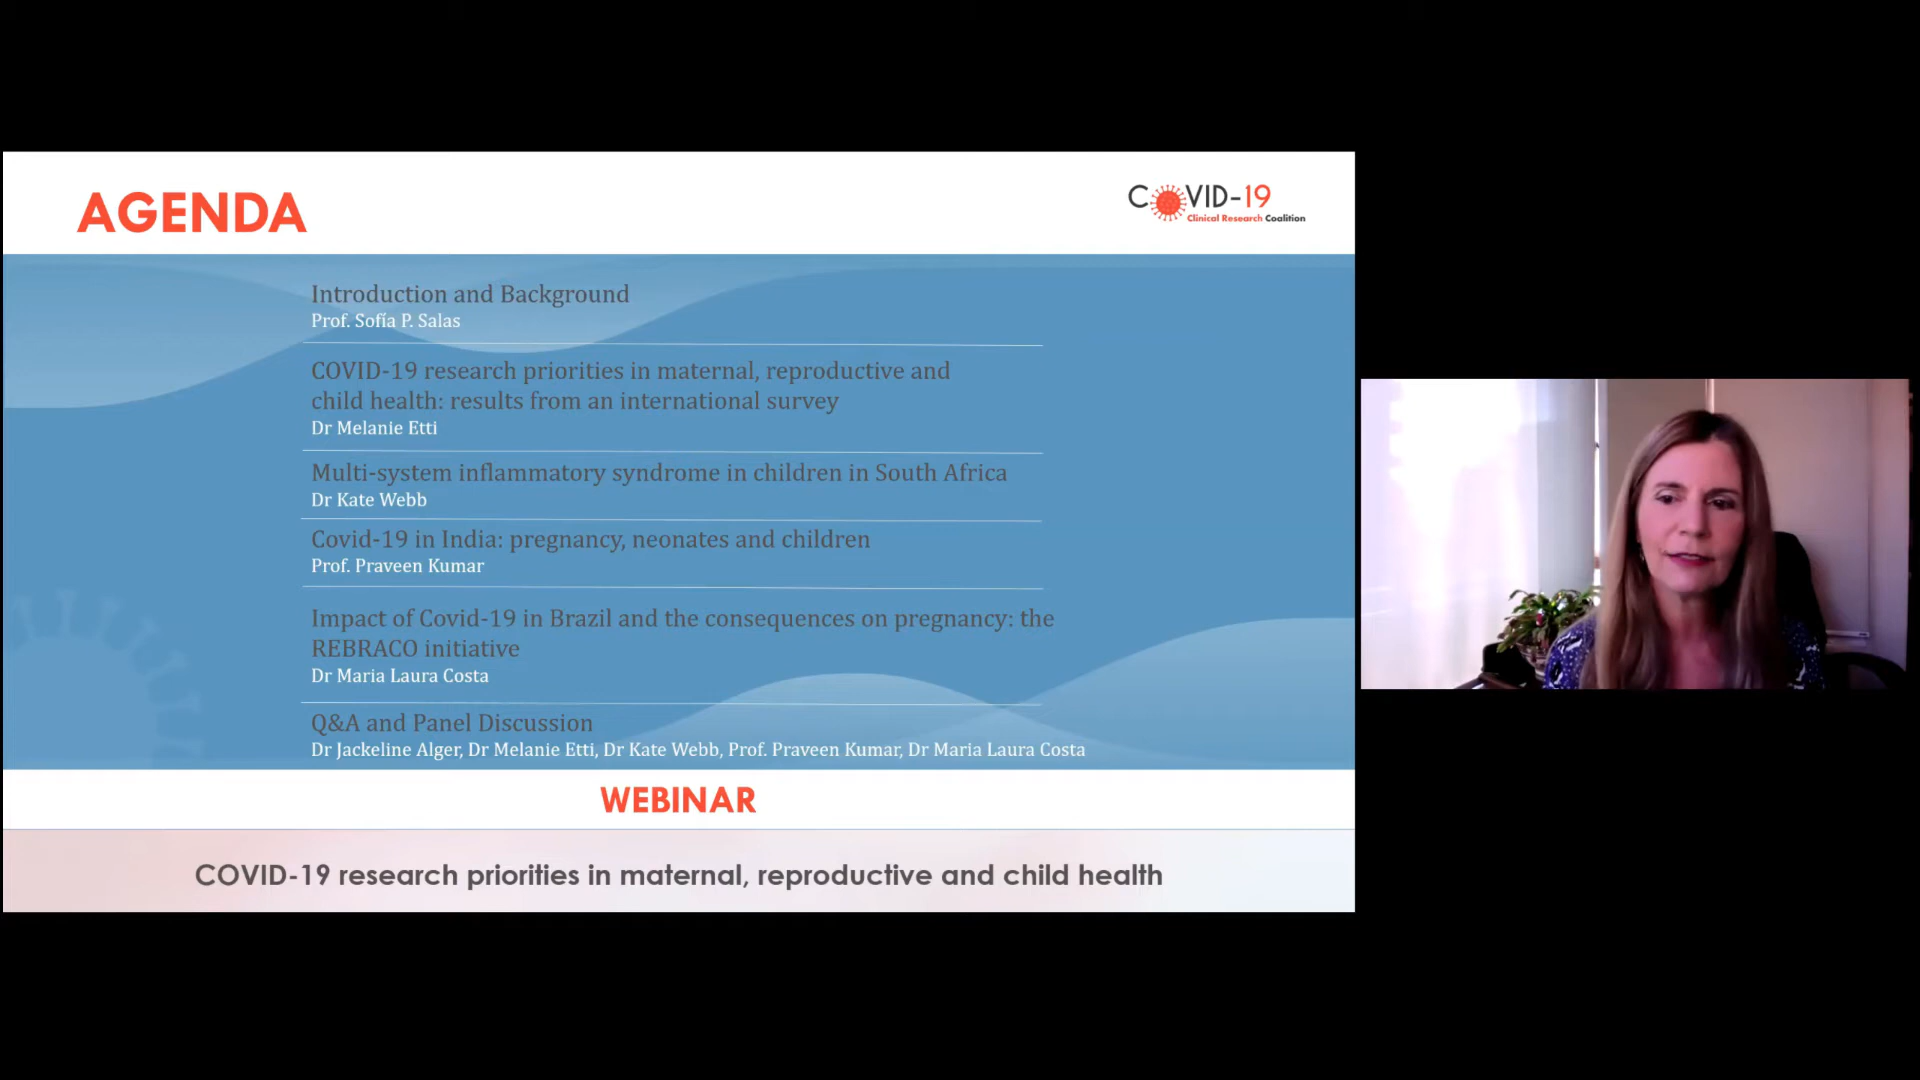 AGENDA
COVID-19
Clinical Research Coalition
Introduction and Background
Prof. Sofía P. Salas
COVID-19 research priorities in maternal, reproductive and
child health: results from an international survey
Dr Melanie Etti
Multi-system inflammatory syndrome in children in South Africa
Dr Kate Webb
Covid-19 in India: pregnancy, neonates and children
Prof. Praveen Kumar
Impact of Covid-19 in Brazil and the consequences on pregnancy: the
REBRACO initiative
Dr Maria Laura Costa
Q&A and Panel Discussion
Dr Jackeline Alger, Dr Melanie Etti, Dr Kate Webb, Prof. Praveen Kumar, Dr Maria Laura Costa
WEBINAR
COVID-19 research priorities in maternal, reproductive and child health